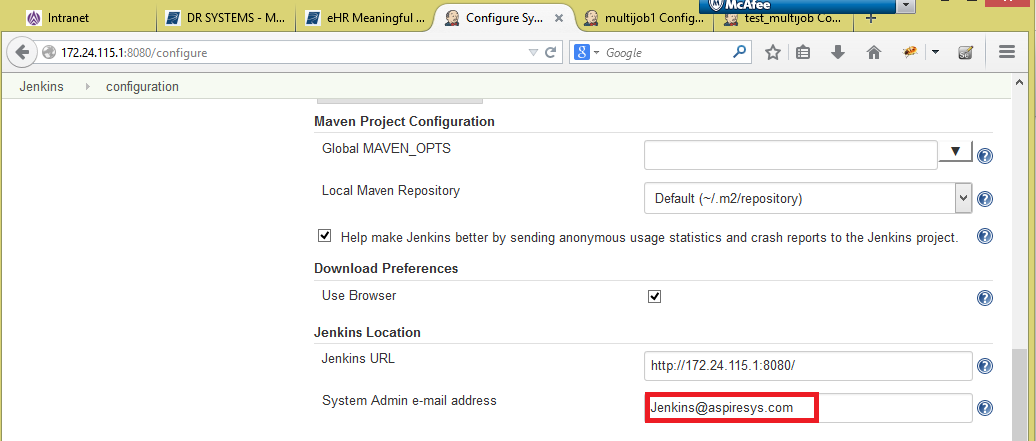 McAfee
Intranet
DR SYSTEMS - M...
eHR Meaningful ...
Configure Sy...
multijob1 Config...
test_multijob Co...
172.24.115.1:8080/configure
Google
Jenkins
configuration
Maven Project Configuration
Global MAVEN_OPTS
Local Maven Repository
Default (~/.m2/repository)
Help make Jenkins better by sending anonymous usage statistics and crash reports to the Jenkins project.
Download Preferences
Use Browser
Jenkins Location
Jenkins URL
http://172.24.115.1:8080/
System Admin e-mail address
Jenkins@aspiresys.com